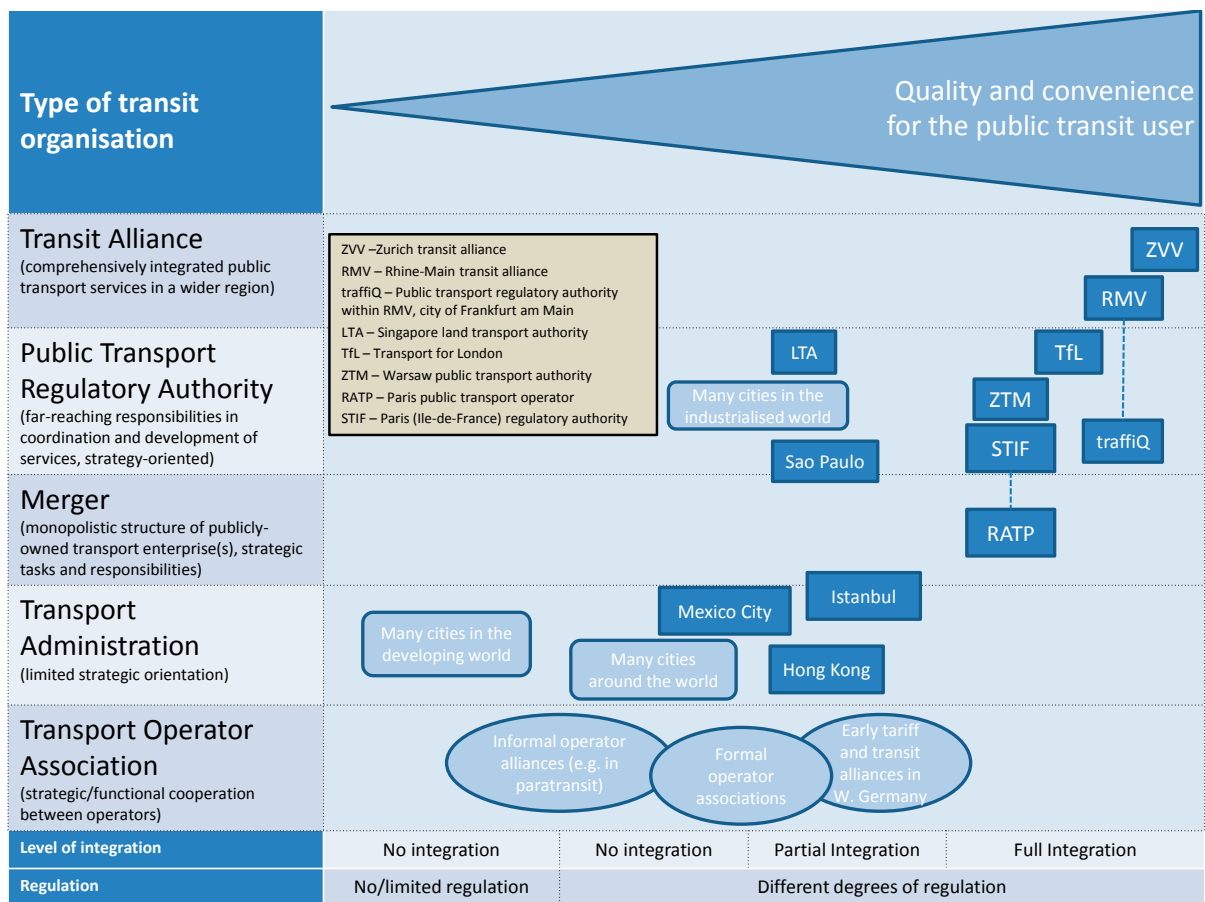 Type of transit
organisation
Quality and convenience
for the public transit user
Transit Alliance
(comprehensively integrated public
transport services in a wider region)
ZVV –Zurich transit alliance
RMV – Rhine-Main transit alliance
traffiQ – Public transport regulatory authority
within RMV, city of Frankfurt am Main
LTA – Singapore land transport authority
TfL – Transport for London
ZTM – Warsaw public transport authority
RATP – Paris public transport operator
STIF – Paris (Ile-de-France) regulatory authority
ZVV
RMV
Public Transport
Regulatory Authority
(far-reaching responsibilities in
coordination and development of
services, strategy-oriented)
LTA
TfL
Many cities in the
industrialised world
ZTM
STIF
traffiQ
Sao Paulo
Merger
(monopolistic structure of publicly-
owned transport enterprise(s), strategic
tasks and responsibilities)
RATP
Transport
Administration
(limited strategic orientation)
Many cities in the
developing world
Mexico City
Istanbul
Many cities
around the world
Hong Kong
Transport Operator
Association
(strategic/functional cooperation
between operators)
Informal operator
alliances (e.g. in
paratransit)
Formal
operator
associations
Early tariff
and transit
alliances in
W. Germany
Level of integration
No integration
No integration
Partial Integration
Full Integration
Regulation
No/limited regulation
Different degrees of regulation